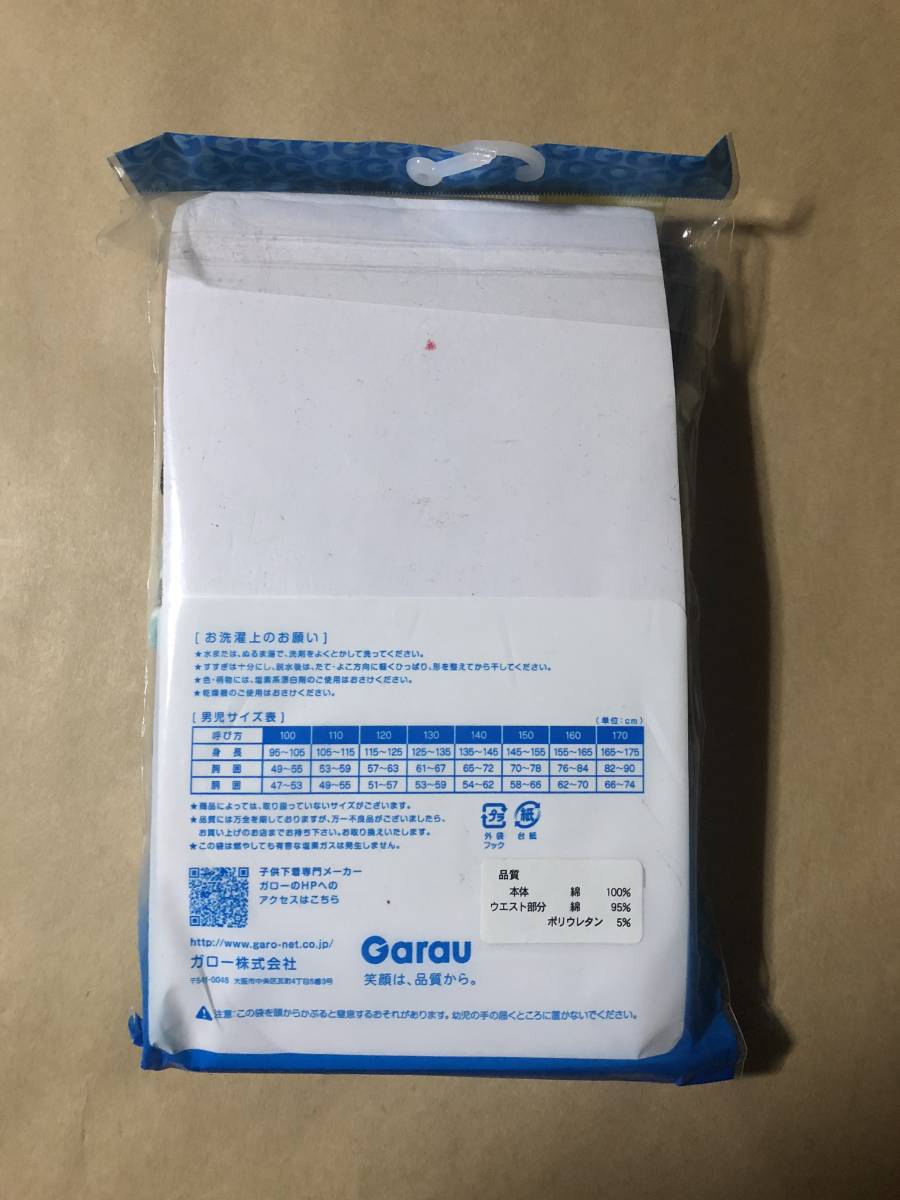 [お洗濯上のお願い]
★水または、ぬるま湯で、洗剤をよくとかして洗ってください。
★すすぎは十分にし、脱水後は、たて・よこ方向に軽くひっぱり、形を整えてから干してください。
★色・柄物には、塩素系漂白剤のご使用はおさけください。
★乾燥機のご使用はおさけください。
[男児サイズ表] (単位:cm)
呼び方 100 110 120 130 140 150 160 170
身長 95〜105 105〜115 115〜125 125〜135 135〜145 145〜155 155〜165 165〜175
胸囲 49〜55 53〜59 57〜63 61〜67 65〜72 70〜78 76〜84 82〜90
胴囲 47〜53 49〜55 51〜57 53〜59 54〜62 58〜66 62〜70 66〜74
★商品によっては、取り扱っていないサイズがございます。
★品質には万全を期しておりますが、万一不良品がございましたら、
お買い上げのお店までお持ち下さい。お取り換えいたします。
★この袋は燃やしても有害な塩素ガスは発生しません。
プラ 紙
外袋 台紙
フック
子供下着専門メーカー
ガローのHPへの
アクセスはこちら
品質
本体 綿 100%
ウエスト部分 綿 95%
ポリウレタン 5%
http://www.garo-net.co.jp/
ガロー株式会社
〒541-0048 大阪市中央区瓦町4丁目5番3号
Garau
笑顔は、品質から。
注意:この袋を頭からかぶると窒息するおそれがあります。幼児の手の届くところに置かないでください。